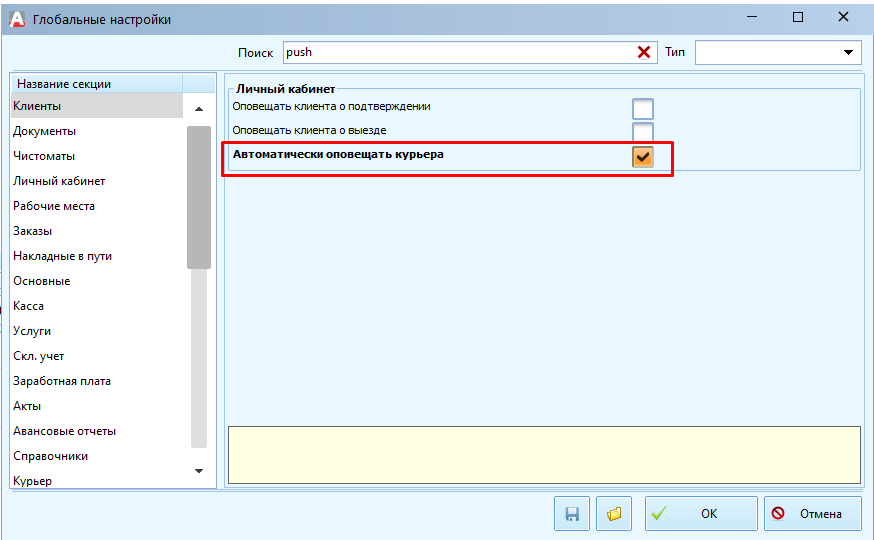 Глобальные настройки
Поиск push Тип
Название секции
Клиенты
Документы
Чистоматы
Личный кабинет
Рабочие места
Заказы
Накладные в пути
Основные
Касса
Услуги
Скл. учет
Заработная плата
Акты
Авансовые отчеты
Справочники
Курьер
Личный кабинет
Оповещать клиента о подтверждении
Оповещать клиента о выезде
Автоматически оповещать курьера
ОК
Отмена